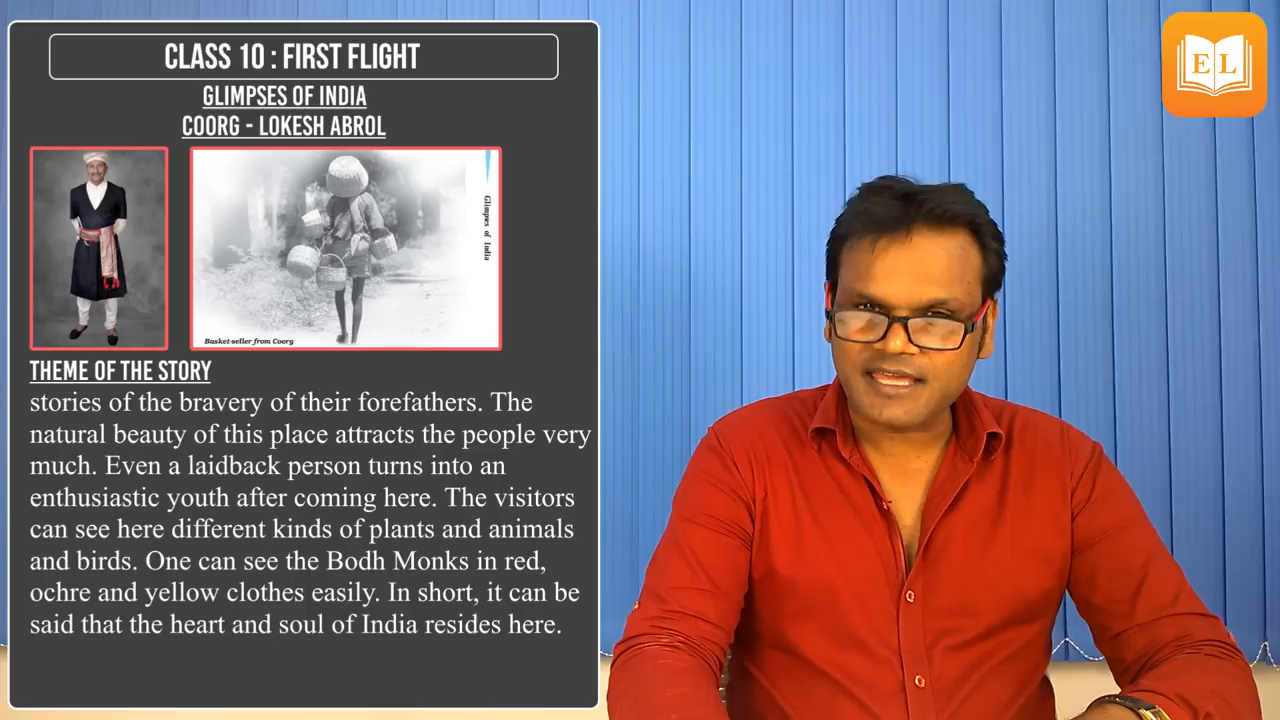 CLASS 10 : FIRST FLIGHT
GLIMPSES OF INDIA
COORG - LOKESH ABROL
Glimpses of India
Basket-seller from Coorg
THEME OF THE STORY
stories of the bravery of their forefathers. The
natural beauty of this place attracts the people very
much. Even a laidback person turns into an
enthusiastic youth after coming here. The visitors
can see here different kinds of plants and animals
and birds. One can see the Bodh Monks in red,
ochre and yellow clothes easily. In short, it can be
said that the heart and soul of India resides here.
E L